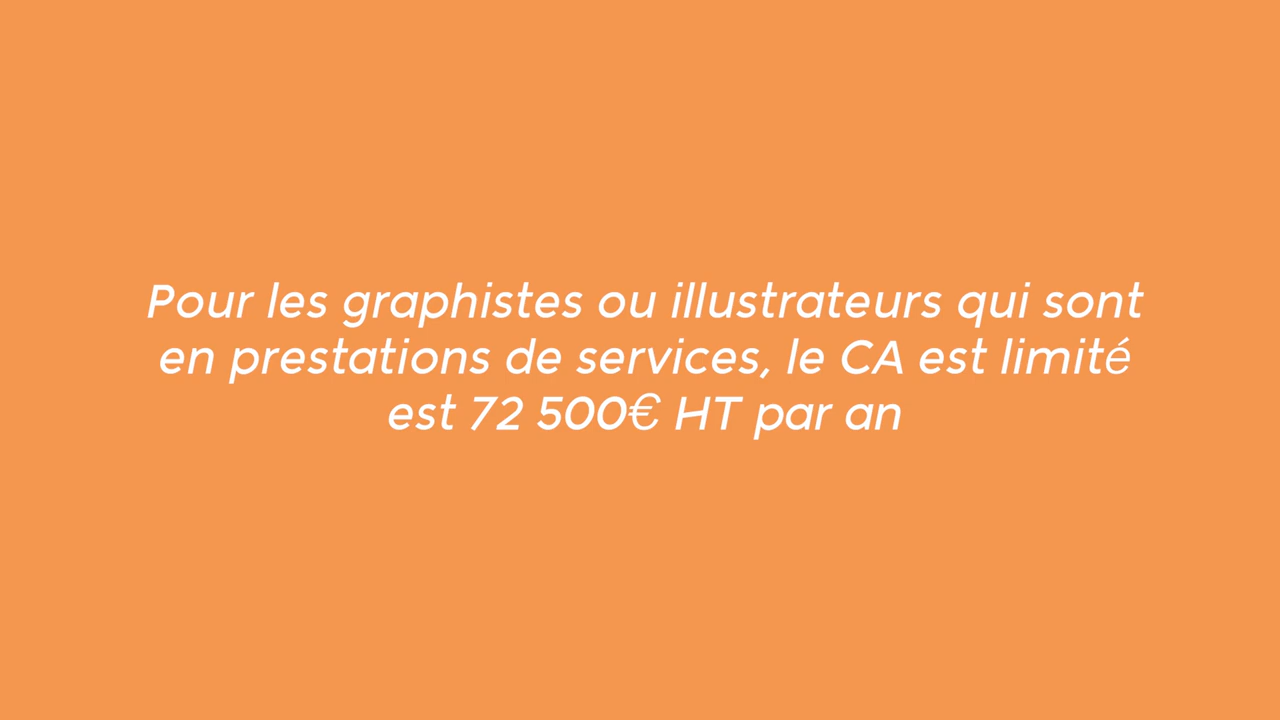 Pour les graphistes ou illustrateurs qui sont
en prestations de services, le CA est limité
est 72 500€ HT par an